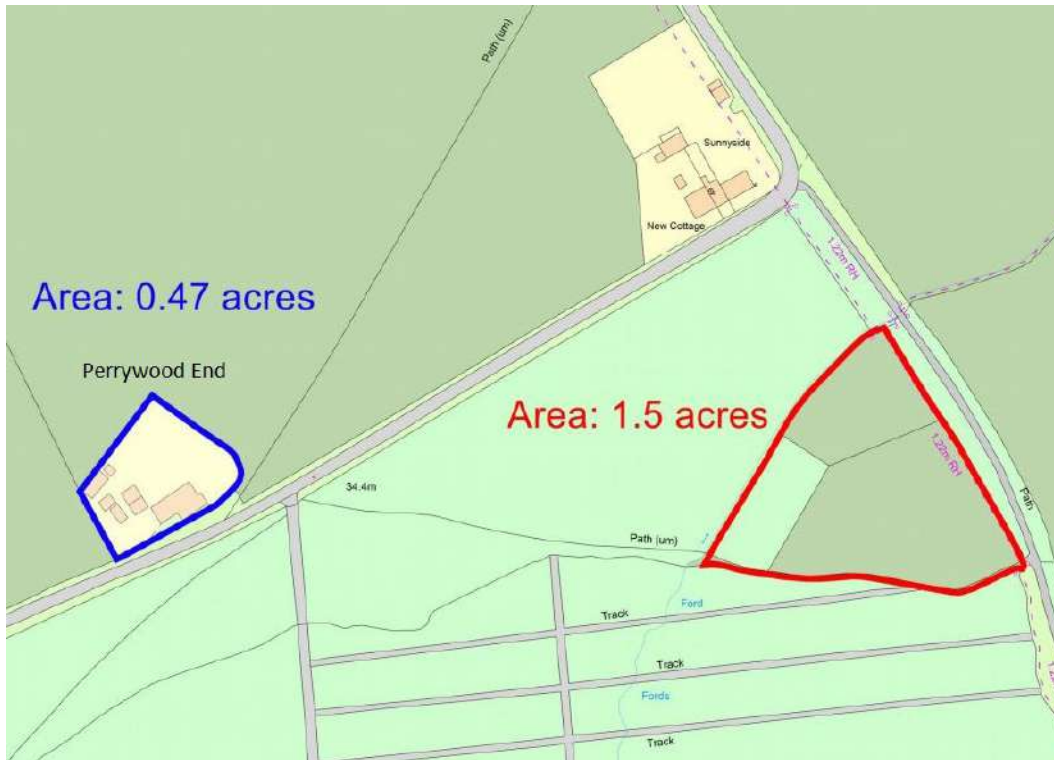 Path (um)
Sunnyside
New Cottage
1.22m RH
Area: 0.47 acres
Perrywood End
Area: 1.5 acres
1.22m RH
34.4m
Path (um)
Path
Ford
Track
Track
Fords
Track